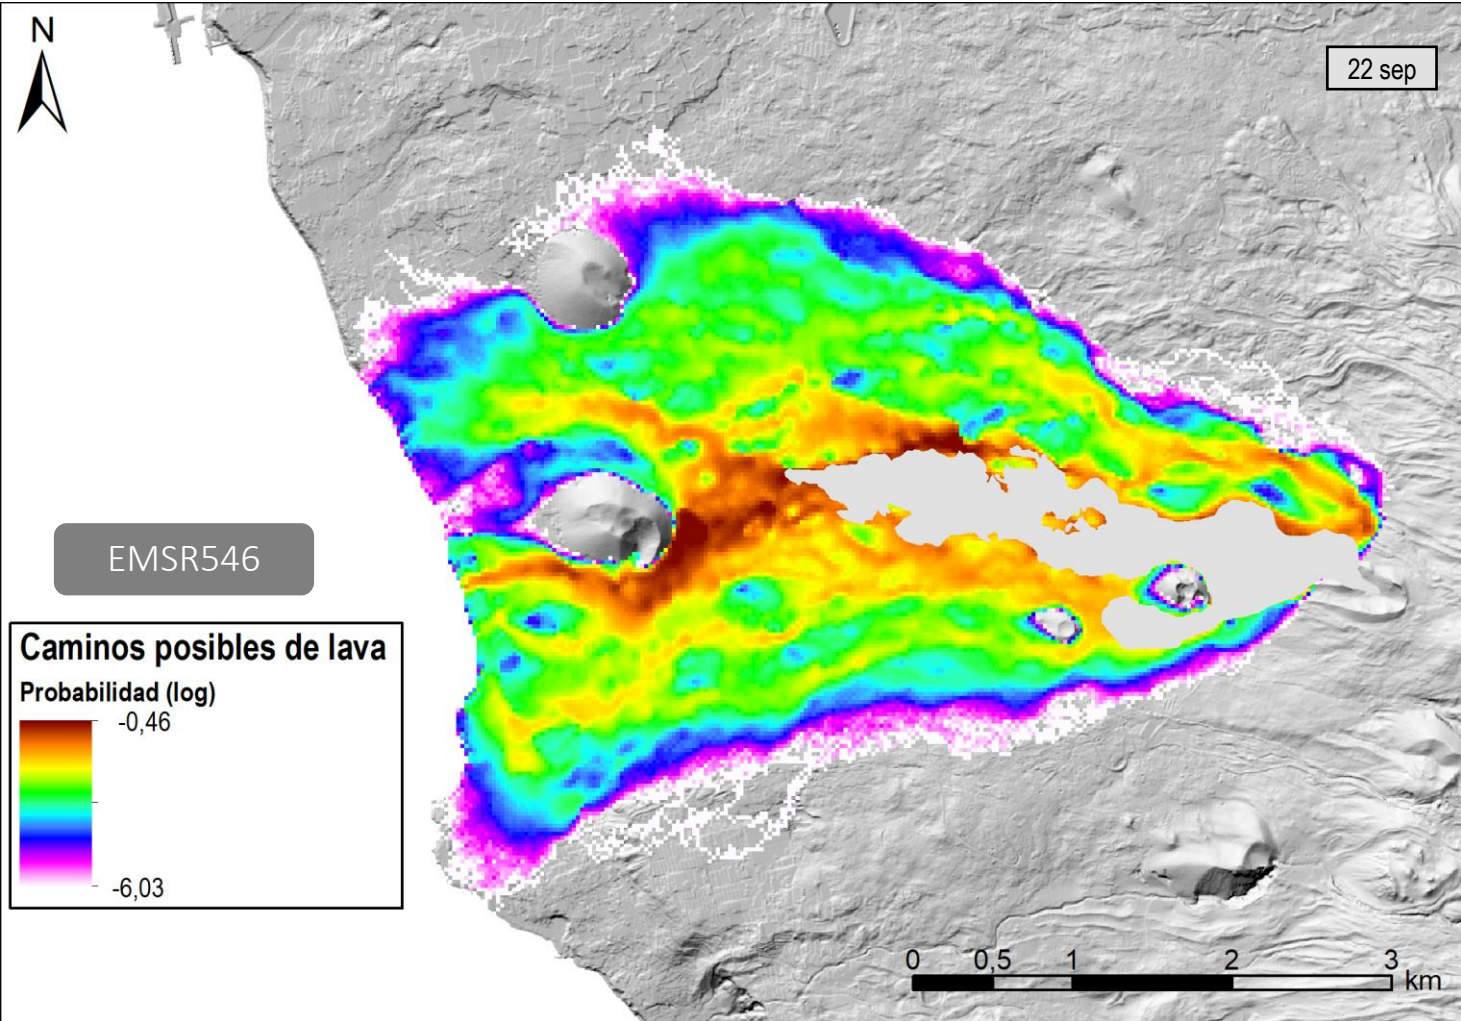 N
22 sep
EMSR546
Caminos posibles de lava
Probabilidad (log)
-0,46
-6,03
0 0,5 1 2 3
km